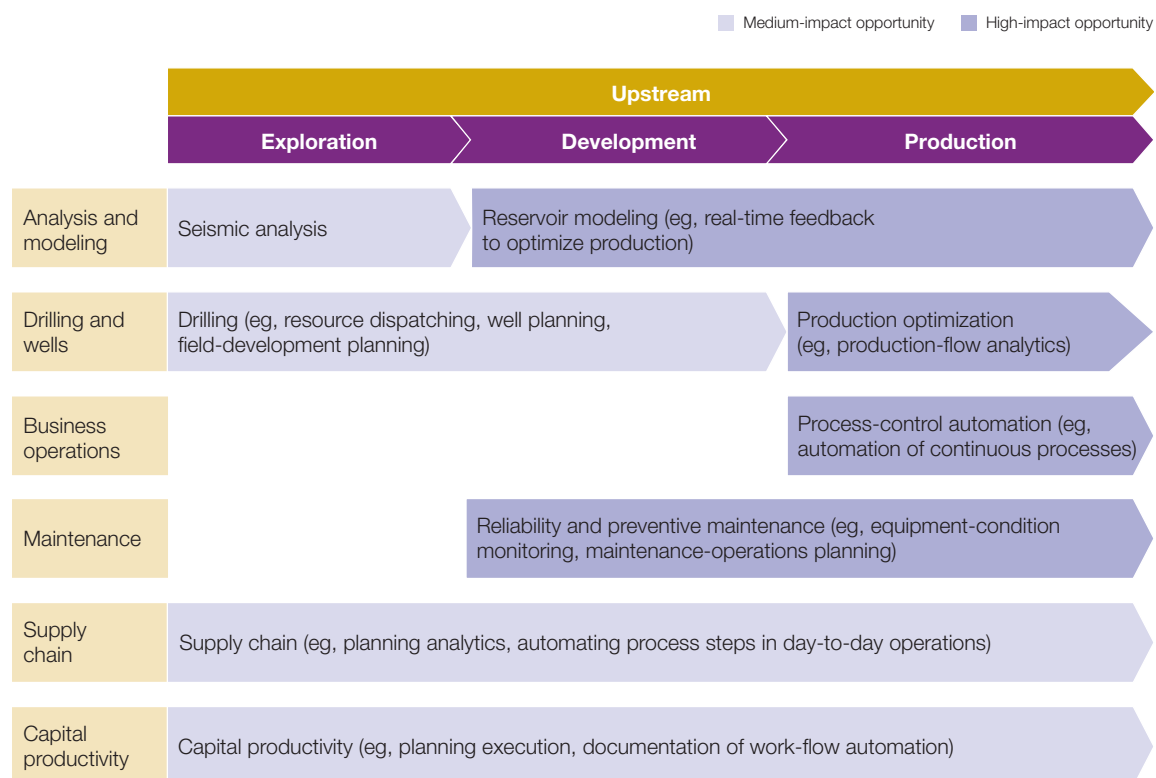 Medium-impact opportunity
High-impact opportunity
Upstream
Exploration
Development
Production
Analysis and
modeling
Seismic analysis
Reservoir modeling (eg, real-time feedback
to optimize production)
Drilling and
wells
Drilling (eg, resource dispatching, well planning,
field-development planning)
Production optimization
(eg, production-flow analytics)
Business
operations
Process-control automation (eg,
automation of continuous processes)
Maintenance
Reliability and preventive maintenance (eg, equipment-condition
monitoring, maintenance-operations planning)
Supply
chain
Supply chain (eg, planning analytics, automating process steps in day-to-day operations)
Capital
productivity
Capital productivity (eg, planning execution, documentation of work-flow automation)